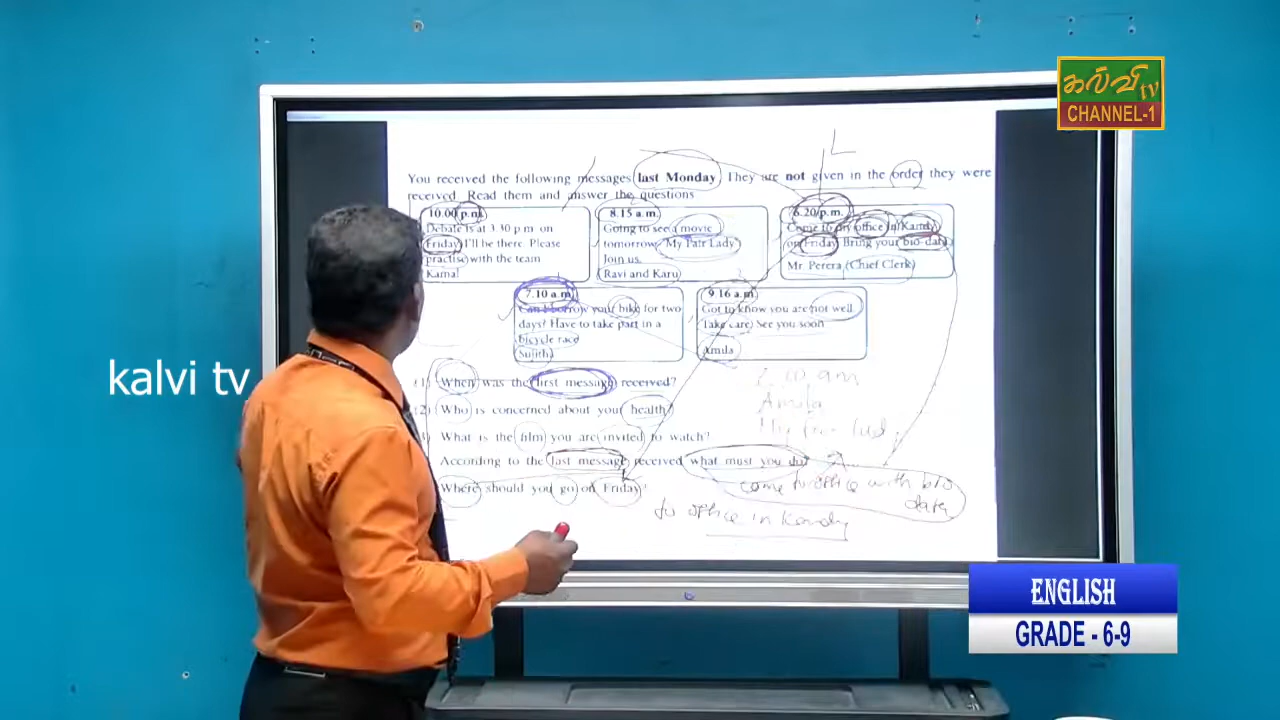 கல்வி tv
CHANNEL-1
You received the following messages last Monday They are not given in the order they were
received. Read them and answer the questions
10.00 p.m.
Debate is at 3.30 p.m. on
Friday I'll be there. Please
practise with the team
Kamal
8.15 a.m.
Going to see a movie
tomorrow "My Fair Lady"
Join us.
Ravi and Karu
6.20 p.m.
Come to my office in Kandy
on Friday Bring your bio-data
Mr Perera (Chief Clerk)
7.10 a.m.
Can I borrow your bike for two
days? Have to take part in a
bicycle race
Sujith
9.16 a.m.
Got to know you are not well
Take care. See you soon
Amila
(1) When was the first message received?
(2) Who is concerned about your health?
What is the film you are invited to watch?
According to the last message received what must you do?
Where should you go on Friday?
a.m
Amila
My
come office with bio
data
to office in Kandy
kalvi tv
ENGLISH
GRADE - 6-9